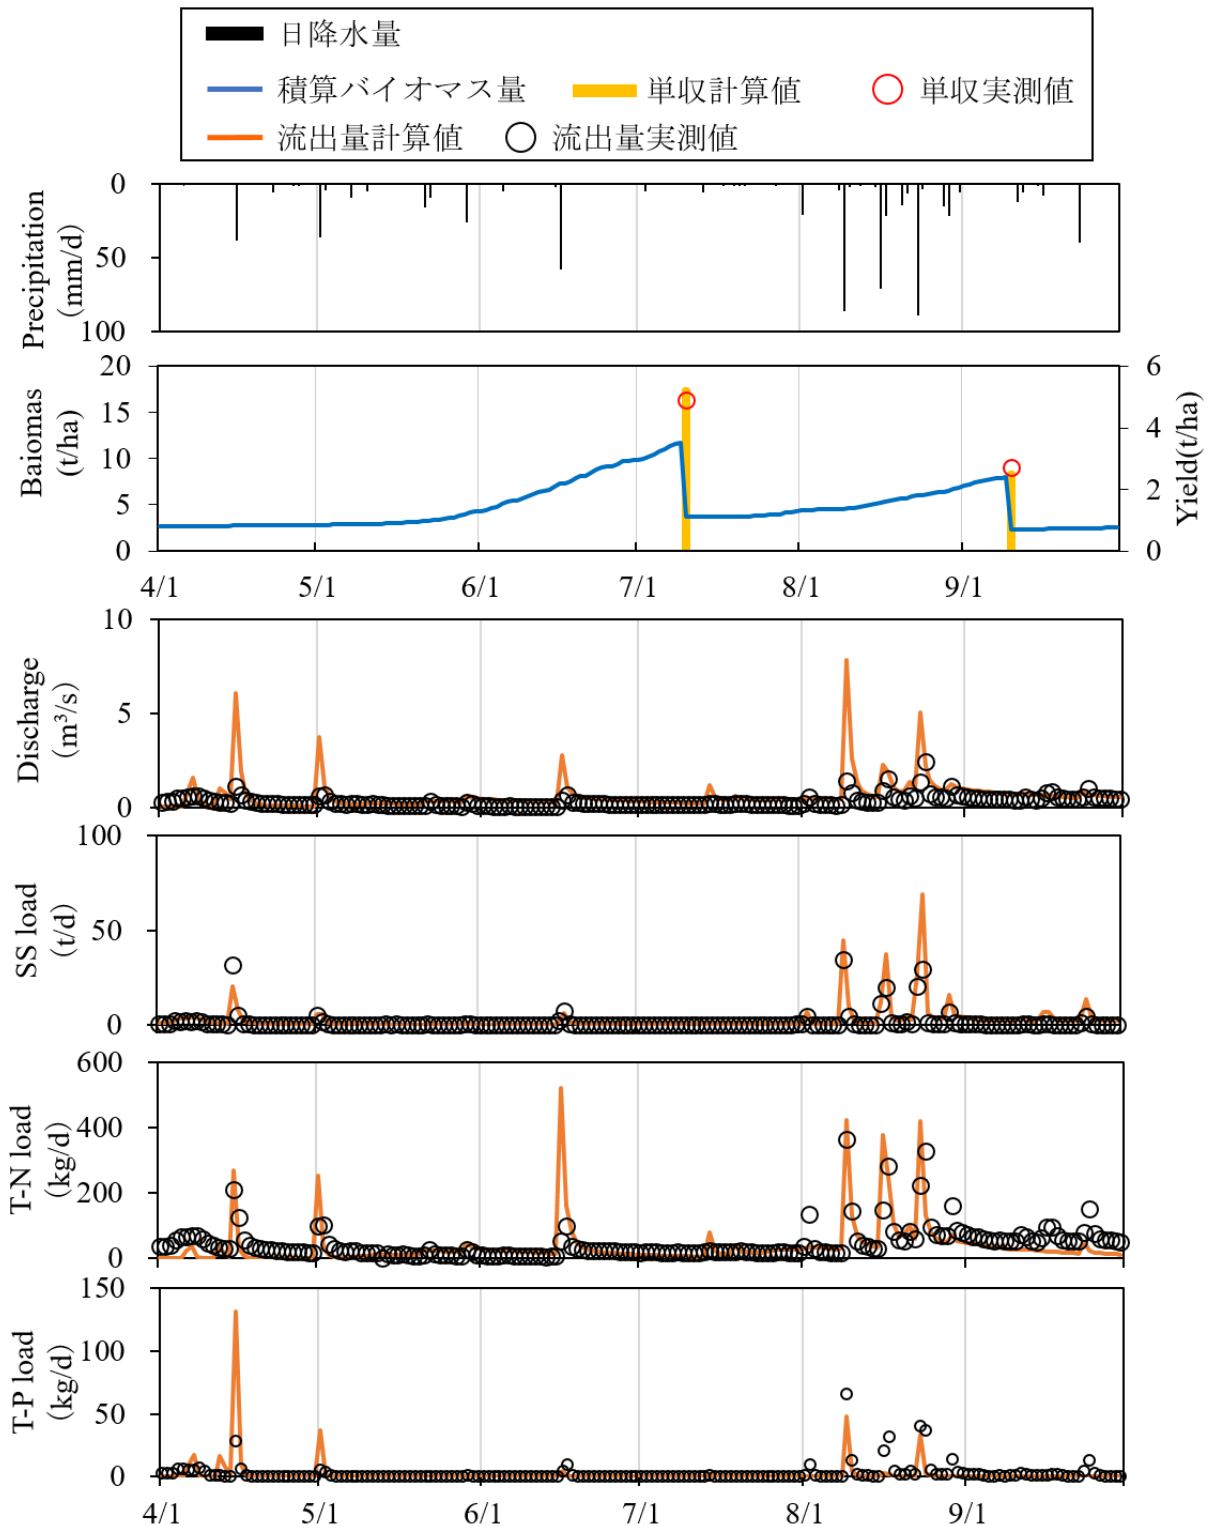 日降水量
積算バイオマス量 単収計算値 単収実測値
流出量計算値 流出量実測値
Precipitation
(mm/d)
0
50
100
Baiomas
(t/ha)
20
15
10
5
0
6
4
2
0
Yield(t/ha)
4/1 5/1 6/1 7/1 8/1 9/1
Discharge
(m³/s)
10
5
0
SS load
(t/d)
100
50
0
T-N load
(kg/d)
600
400
200
0
T-P load
(kg/d)
150
100
50
0
4/1 5/1 6/1 7/1 8/1 9/1